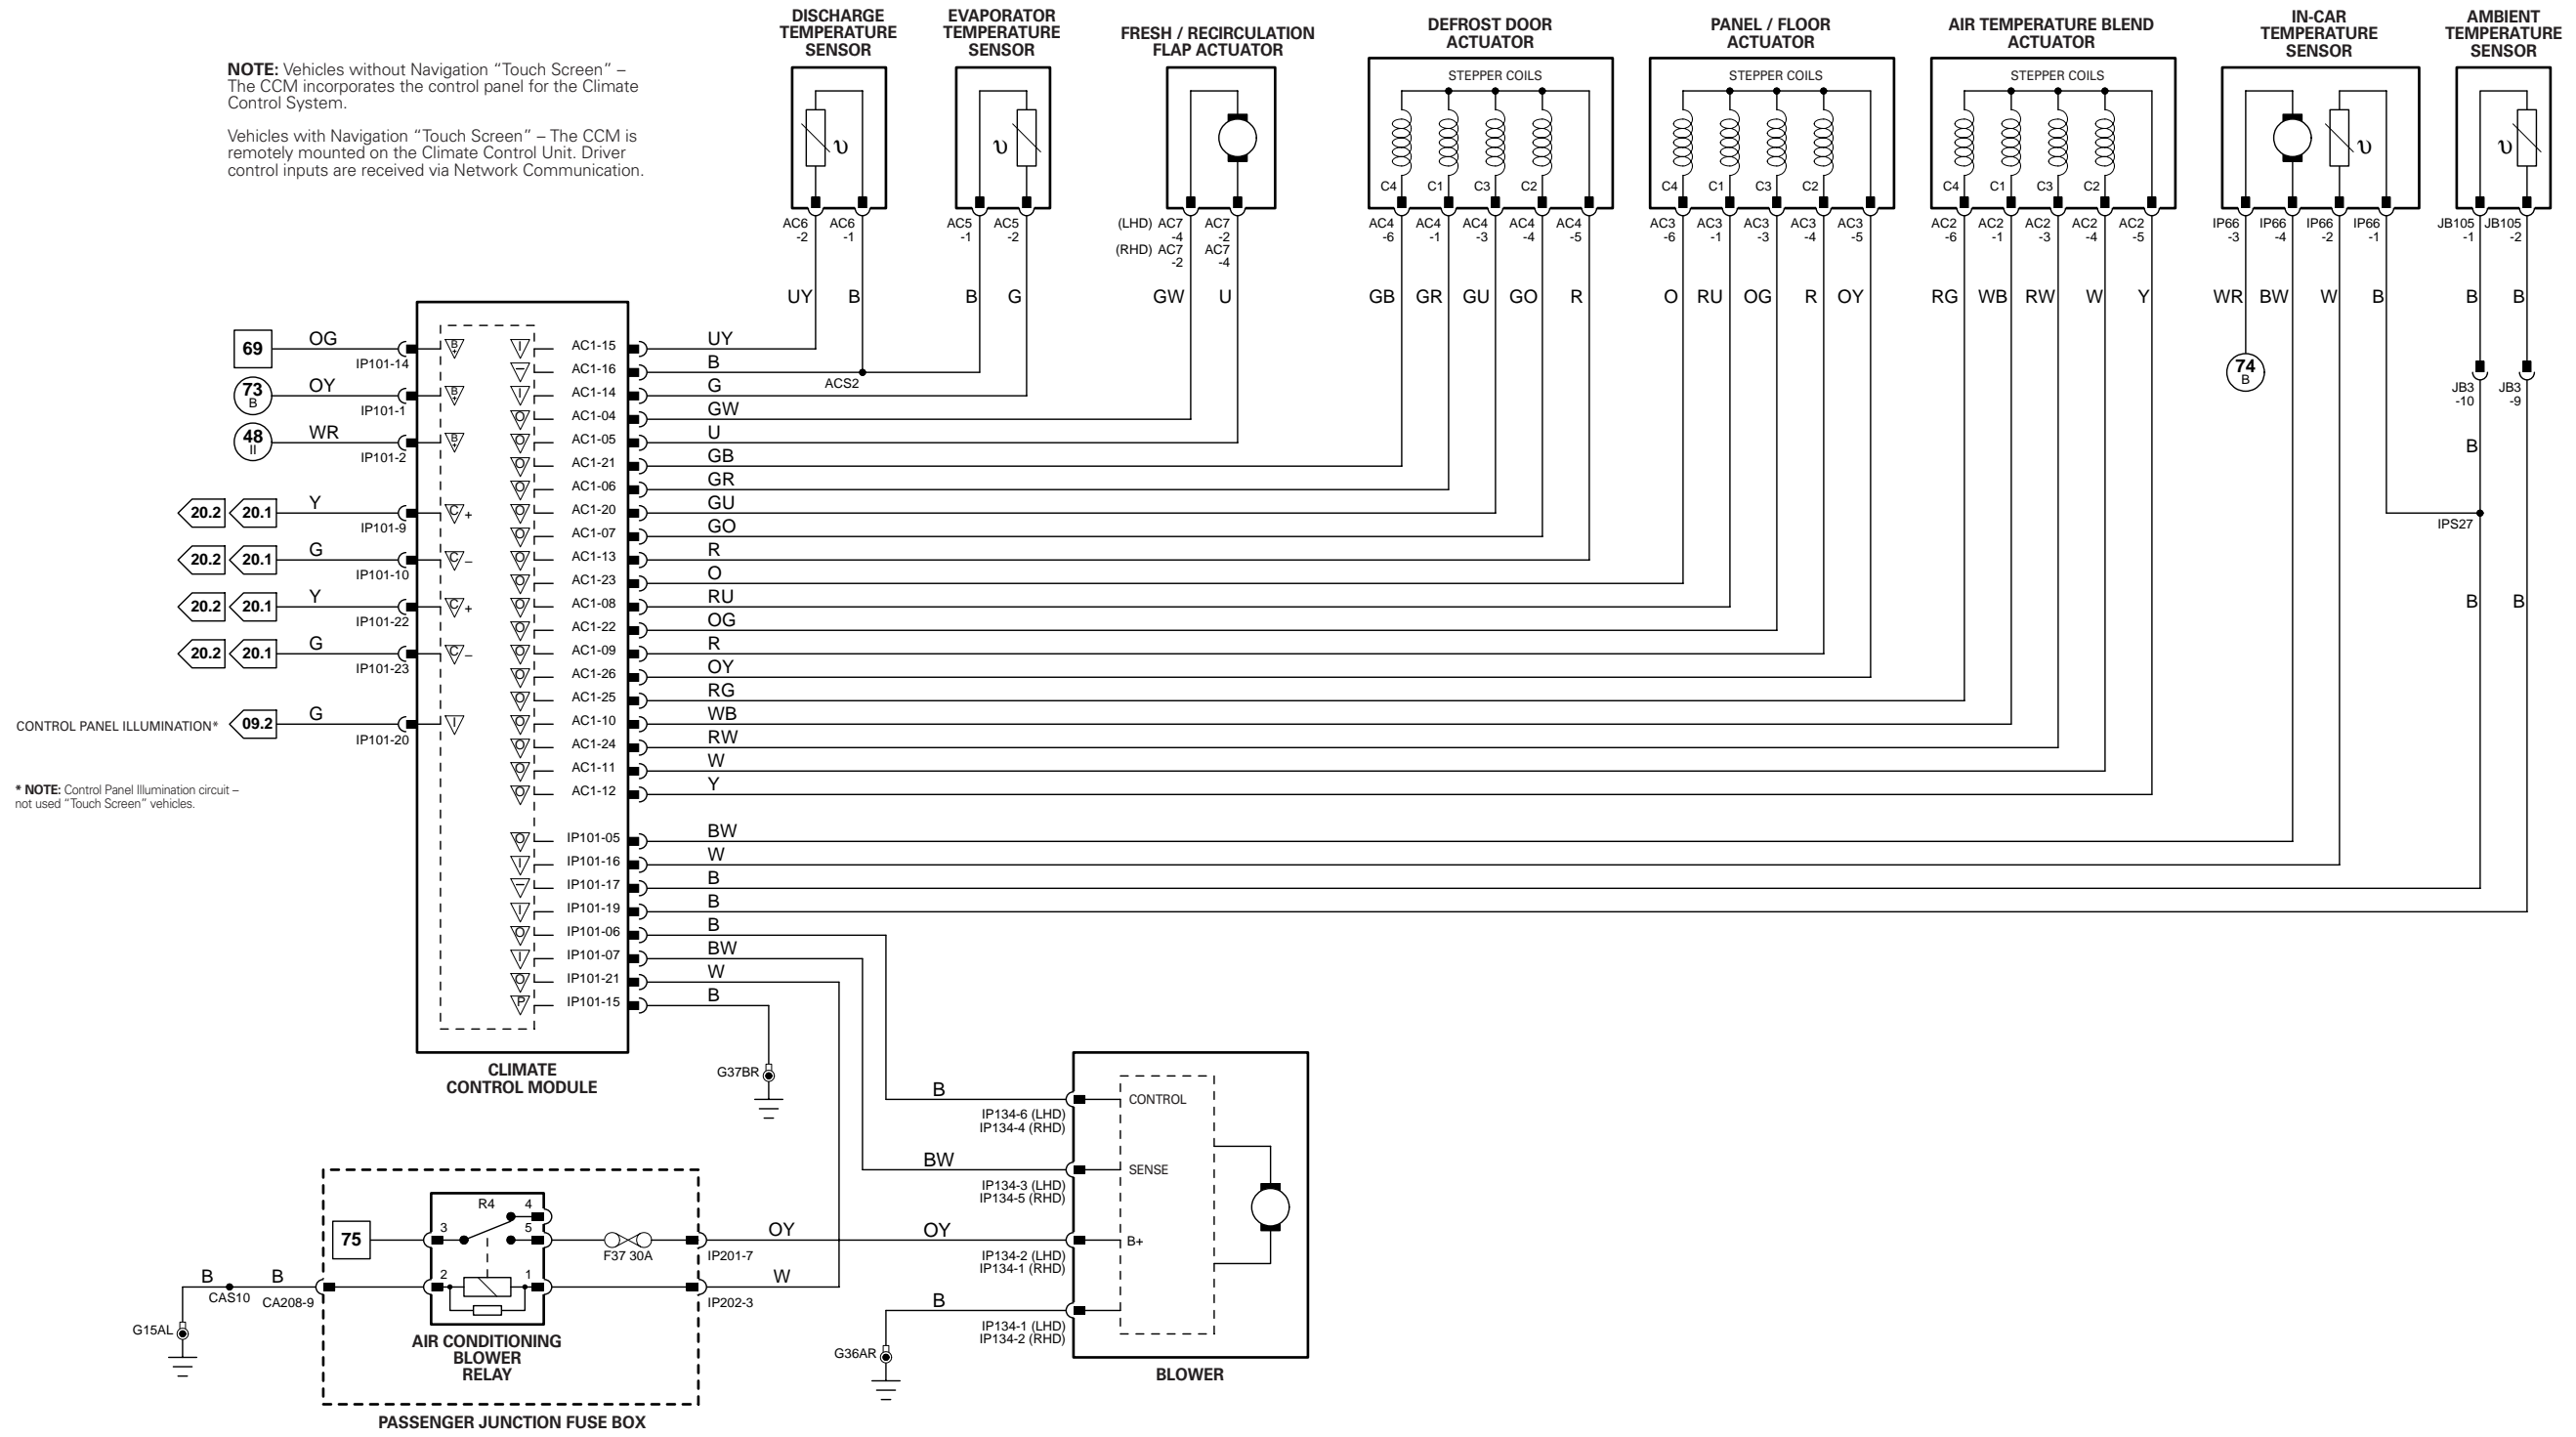 DISCHARGE
TEMPERATURE
SENSOR
EVAPORATOR
TEMPERATURE
SENSOR
FRESH / RECIRCULATION
FLAP ACTUATOR
DEFROST DOOR
ACTUATOR
PANEL / FLOOR
ACTUATOR
AIR TEMPERATURE BLEND
ACTUATOR
IN-CAR
TEMPERATURE
SENSOR
AMBIENT
TEMPERATURE
SENSOR
NOTE: Vehicles without Navigation “Touch Screen” –
The CCM incorporates the control panel for the Climate
Control System.
Vehicles with Navigation “Touch Screen” – The CCM is
remotely mounted on the Climate Control Unit. Driver
control inputs are received via Network Communication.
STEPPER COILS
STEPPER COILS
STEPPER COILS
υ υ υ υ
C4 C1 C3 C2
C4 C1 C3 C2
C4 C1 C3 C2
AC6 -2
AC6 -1
AC5 -1
AC5 -2
(LHD) AC7 -4
AC7 -2
(RHD) AC7 -2
AC7 -4
AC4 -6
AC4 -1
AC4 -3
AC4 -4
AC4 -5
AC3 -6
AC3 -1
AC3 -3
AC3 -4
AC3 -5
AC2 -6
AC2 -1
AC2 -3
AC2 -4
AC2 -5
IP66 -3
IP66 -4
IP66 -2
IP66 -1
JB105 -1
JB105 -2
UY B B G GW U GB GR GU GO R O RU OG R OY RG WB RW W Y WR BW W B B B
74 B
JB3 -10
JB3 -9
B
IPS27
B B
69 OG IP101-14 B+
73 B OY IP101-1 B+
48 II WR IP101-2 B+
20.2 20.1 Y IP101-9 C +
20.2 20.1 G IP101-10 C –
20.2 20.1 Y IP101-22 C +
20.2 20.1 G IP101-23 C –
CONTROL PANEL ILLUMINATION* 09.2 G IP101-20 I
* NOTE: Control Panel Illumination circuit –
not used “Touch Screen” vehicles.
I AC1-15 UY
– AC1-16 B
ACS2
I AC1-14 G
O AC1-04 GW
O AC1-05 U
O AC1-21 GB
O AC1-06 GR
O AC1-20 GU
O AC1-07 GO
O AC1-13 R
O AC1-23 O
O AC1-08 RU
O AC1-22 OG
O AC1-09 R
O AC1-26 OY
O AC1-25 RG
O AC1-10 WB
O AC1-24 RW
O AC1-11 W
O AC1-12 Y
O IP101-05 BW
I IP101-16 W
– IP101-17 B
I IP101-19 B
O IP101-06 B
I IP101-07 BW
O IP101-21 W
P IP101-15 B
CLIMATE
CONTROL MODULE
G37BR
B CONTROL
IP134-6 (LHD)
IP134-4 (RHD)
BW SENSE
IP134-3 (LHD)
IP134-5 (RHD)
OY OY B+
IP134-2 (LHD)
IP134-1 (RHD)
B
IP134-1 (LHD)
IP134-2 (RHD)
G36AR
BLOWER
R4 4
75 3 5
F37 30A
IP201-7
2 1
W
IP202-3
B B
CAS10 CA208-9
G15AL
AIR CONDITIONING
BLOWER
RELAY
PASSENGER JUNCTION FUSE BOX